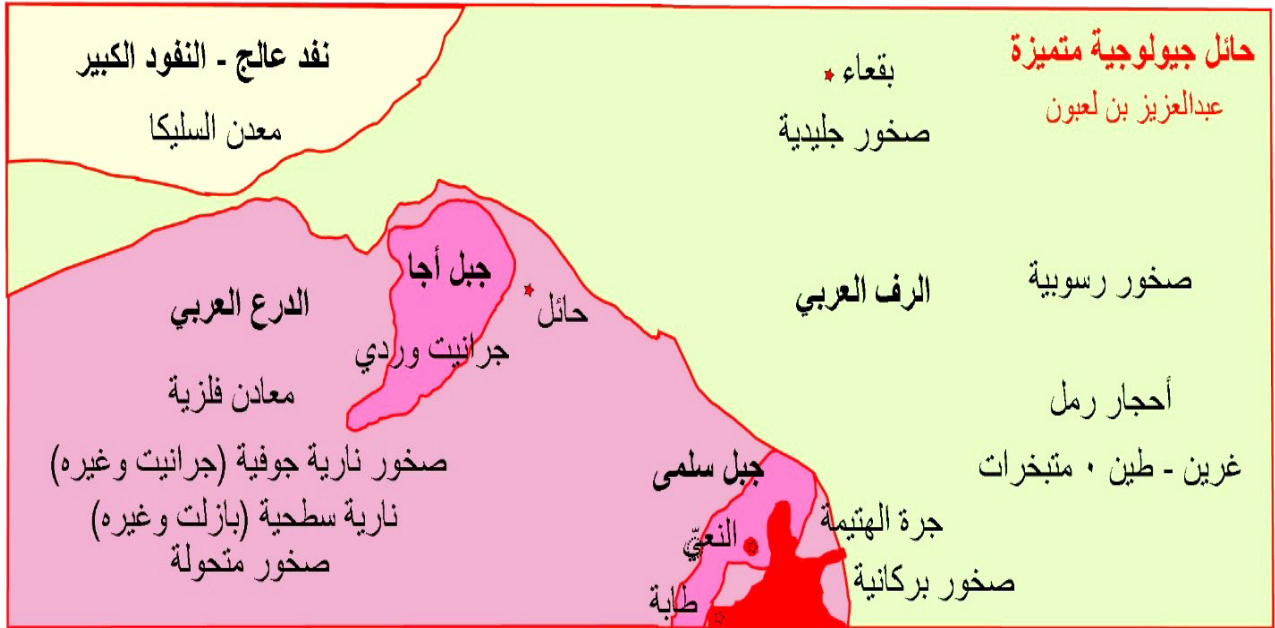 حائل جيولوجية متميزة
عبدالعزيز بن لعبون
نفد عالج - النفود الكبير
معدن السليكا
بقعاء
صخور جليدية
جبل أجا
جرانيت وردي
حائل
الدرع العربي
معادن فلزية
صخور نارية جوفية (جرانيت وغيره)
نارية سطحية (بازلت وغيره)
صخور متحولة
الرف العربي
صخور رسوبية
أحجار رمل
غرين - طين ٠ متبخرات
جبل سلمى
النعيّ
طابة
جرة الهتيمة
صخور بركانية